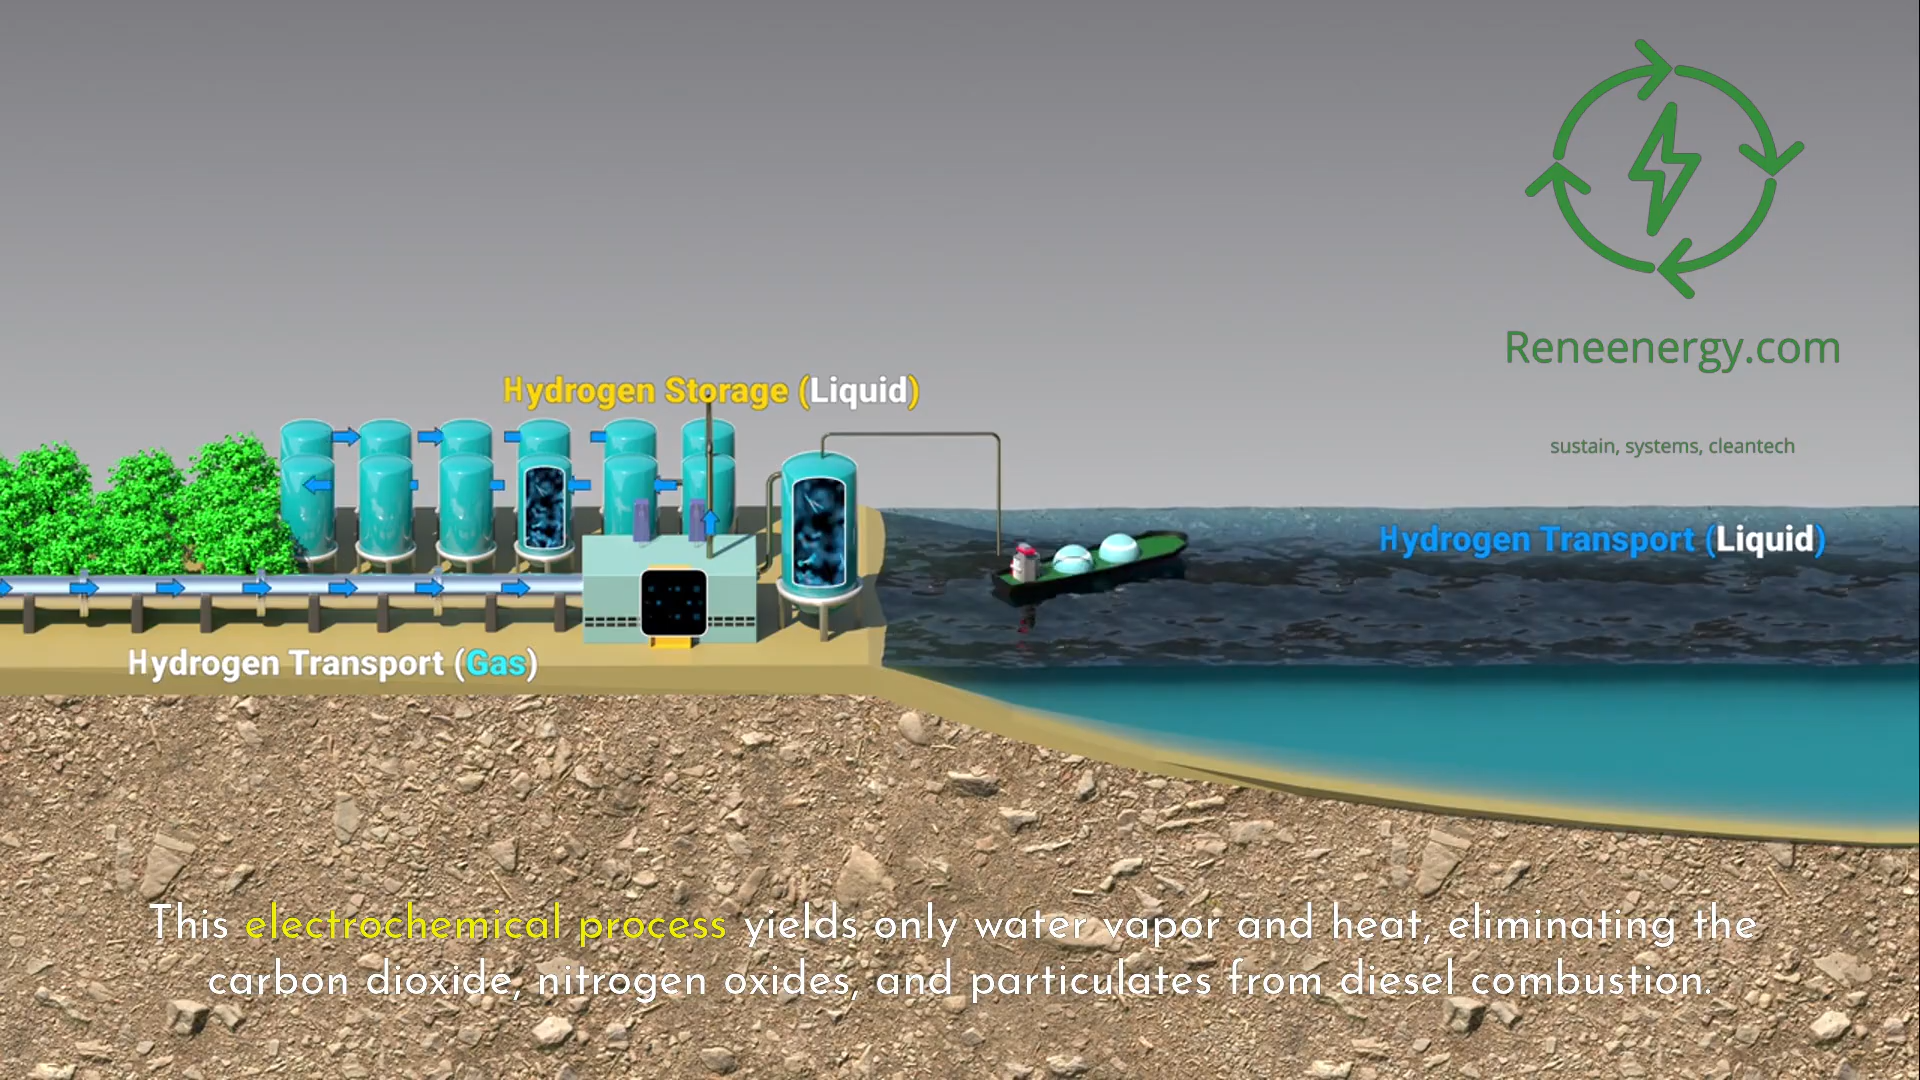 Reneenergy.com
sustain, systems, cleantech
Hydrogen Storage (Liquid)
Hydrogen Transport (Liquid)
Hydrogen Transport (Gas)
This electrochemical process yields only water vapor and heat, eliminating the
carbon dioxide, nitrogen oxides, and particulates from diesel combustion.